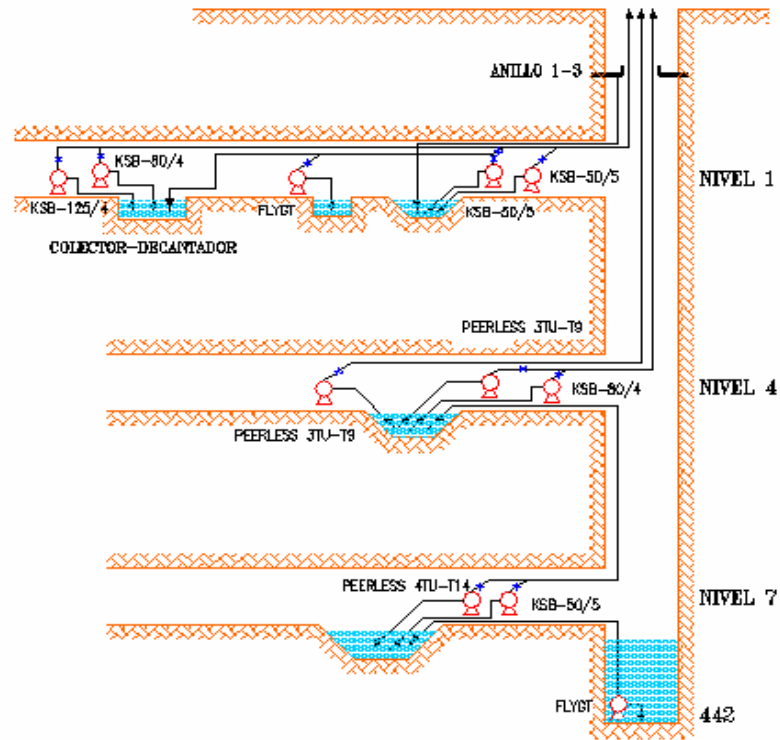 ANILLO 1-3
KSB-80/4
KSB-50/5
NIVEL 1
KSB-125/4
FLYGT
KSB-50/5
COLECTOR-DECANTADOR
PEERLESS 3TU-T9
NIVEL 4
KSB-80/4
PEERLESS 3TU-T9
PEERLESS 4TU-T14
NIVEL 7
KSB-50/5
FLYGT
442